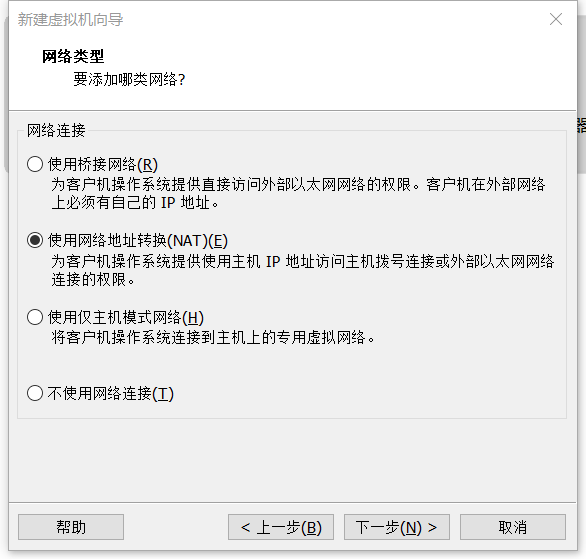 新建虚拟机向导
网络类型
要添加哪类网络?
器
网络连接
使用桥接网络(R)
为客户机操作系统提供直接访问外部以太网网络的权限。客户机在外部网络
上必须有自己的 IP 地址。
使用网络地址转换(NAT)(E)
为客户机操作系统提供使用主机 IP 地址访问主机拨号连接或外部以太网网络
连接的权限。
使用仅主机模式网络(H)
将客户机操作系统连接到主机上的专用虚拟网络。
不使用网络连接(T)
帮助
< 上一步(B)
下一步(N) >
取消